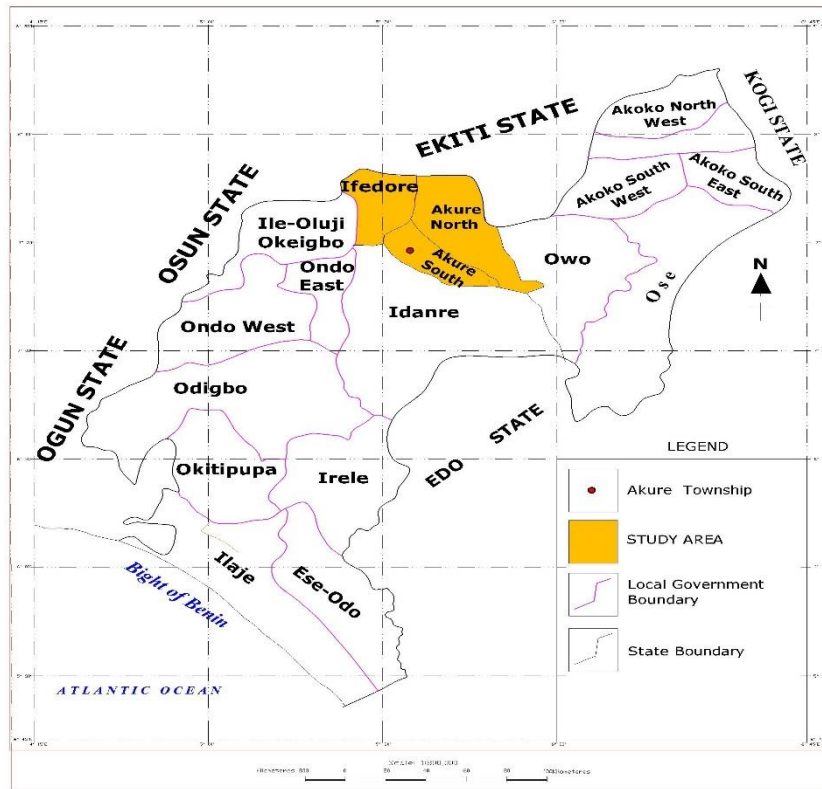 EKITI STATE
KOGI STATE
Akoko North
West
Akoko South
West
Akoko South
East
OSUN STATE
Ifedore
Akure
North
Ile-Oluji
Okeigbo
Akure
South
Owo
Ondo
East
Ose
N
Idanre
Ondo West
OGUN STATE
Odigbo
EDO STATE
Okitipupa
Irele
Ilaje
Ese-Odo
Bight of Benin
ATLANTIC OCEAN
LEGEND
Akure Township
STUDY AREA
Local Government
Boundary
State Boundary